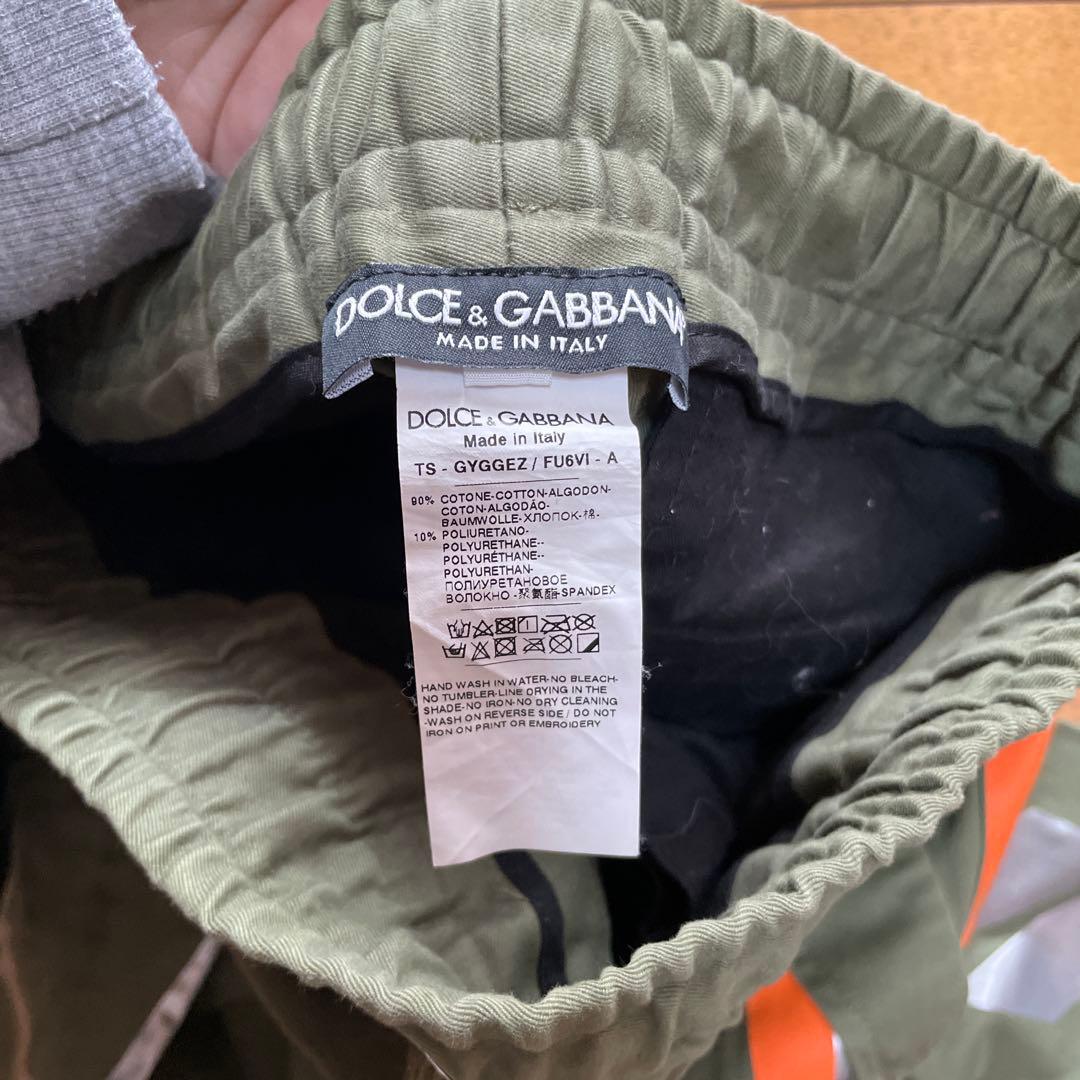 DOLCE & GABBANA
MADE IN ITALY
DOLCE & GABBANA
Made in Italy
TS - GYGGEZ / FU6VI - A
90% COTONE-COTTON-ALGODON-
COTON-ALGODÃO-
BAUMWOLLE-ХЛОПОК-棉-
10% POLIURETANO-
POLYURETHANE--
POLYURÉTHANE-
POLYURETHAN-
ПОЛИУРЕТАНОВОЕ
ВОЛОКНО-聚氨酯-SPANDEX
HAND WASH IN WATER-NO BLEACH-
NO TUMBLER-LINE DRYING IN THE
SHADE-NO IRON-NO DRY CLEANING
-WASH ON REVERSE SIDE / DO NOT
IRON ON PRINT OR EMBROIDERY